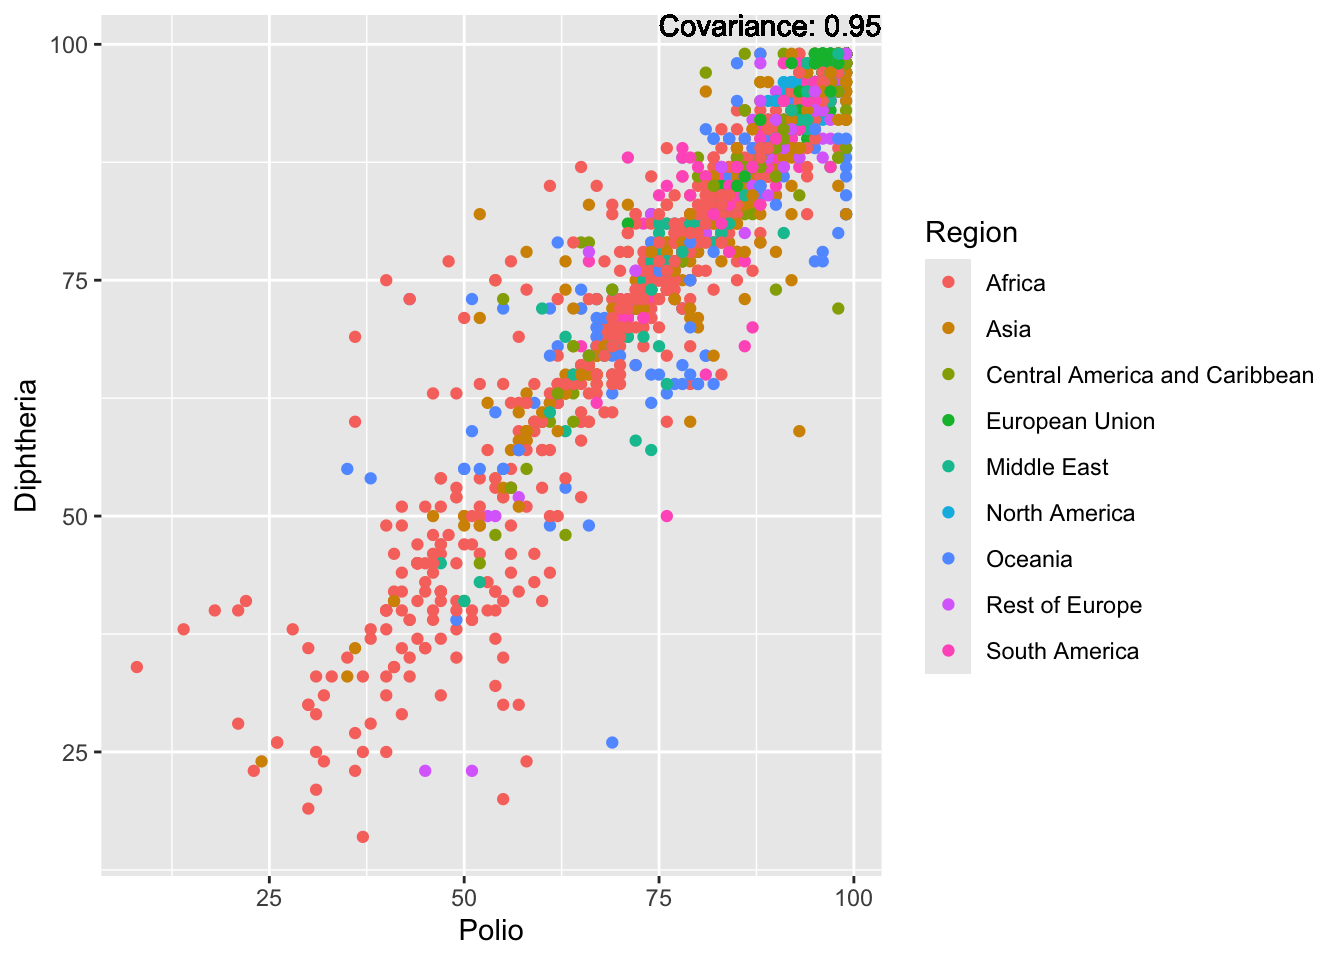 Covariance: 0.95
100
75
50
25
Diphtheria
25 50 75 100
Polio
Region
Africa
Asia
Central America and Caribbean
European Union
Middle East
North America
Oceania
Rest of Europe
South America